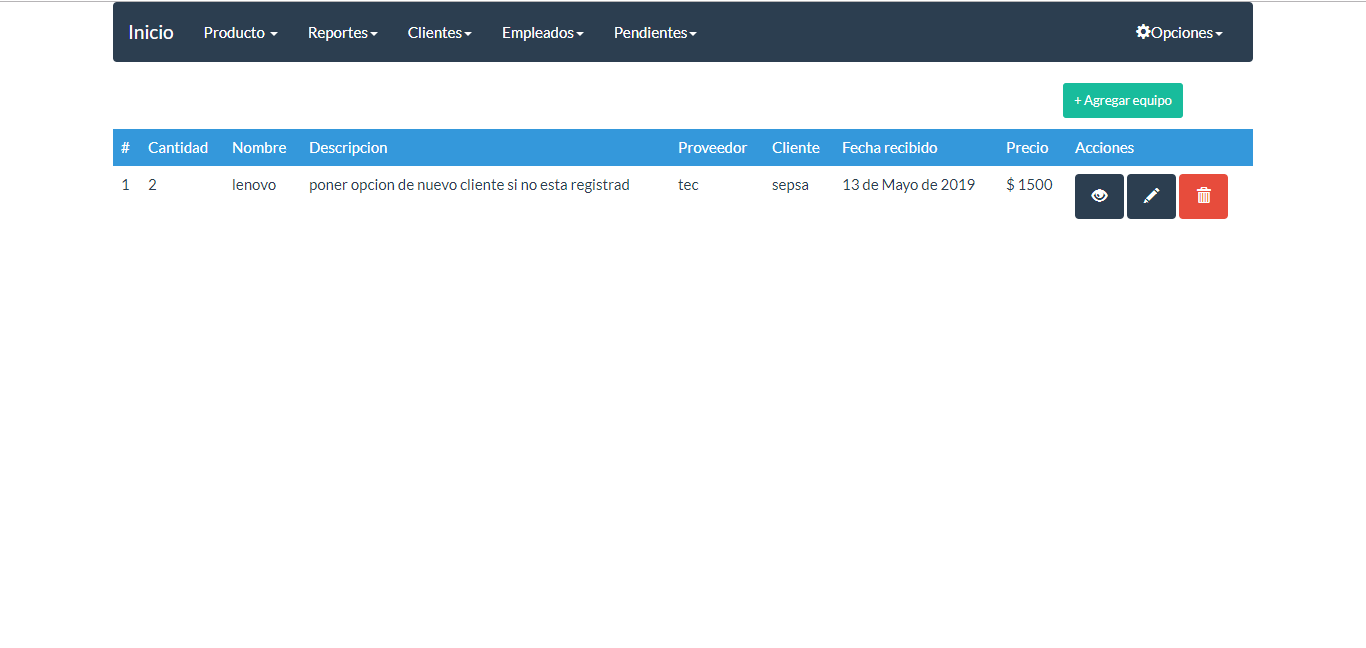 Inicio Producto Reportes Clientes Empleados Pendientes Opciones
+ Agregar equipo
# Cantidad Nombre Descripcion Proveedor Cliente Fecha recibido Precio Acciones
1 2 lenovo poner opcion de nuevo cliente si no esta registrad tec sepsa 13 de Mayo de 2019 $ 1500